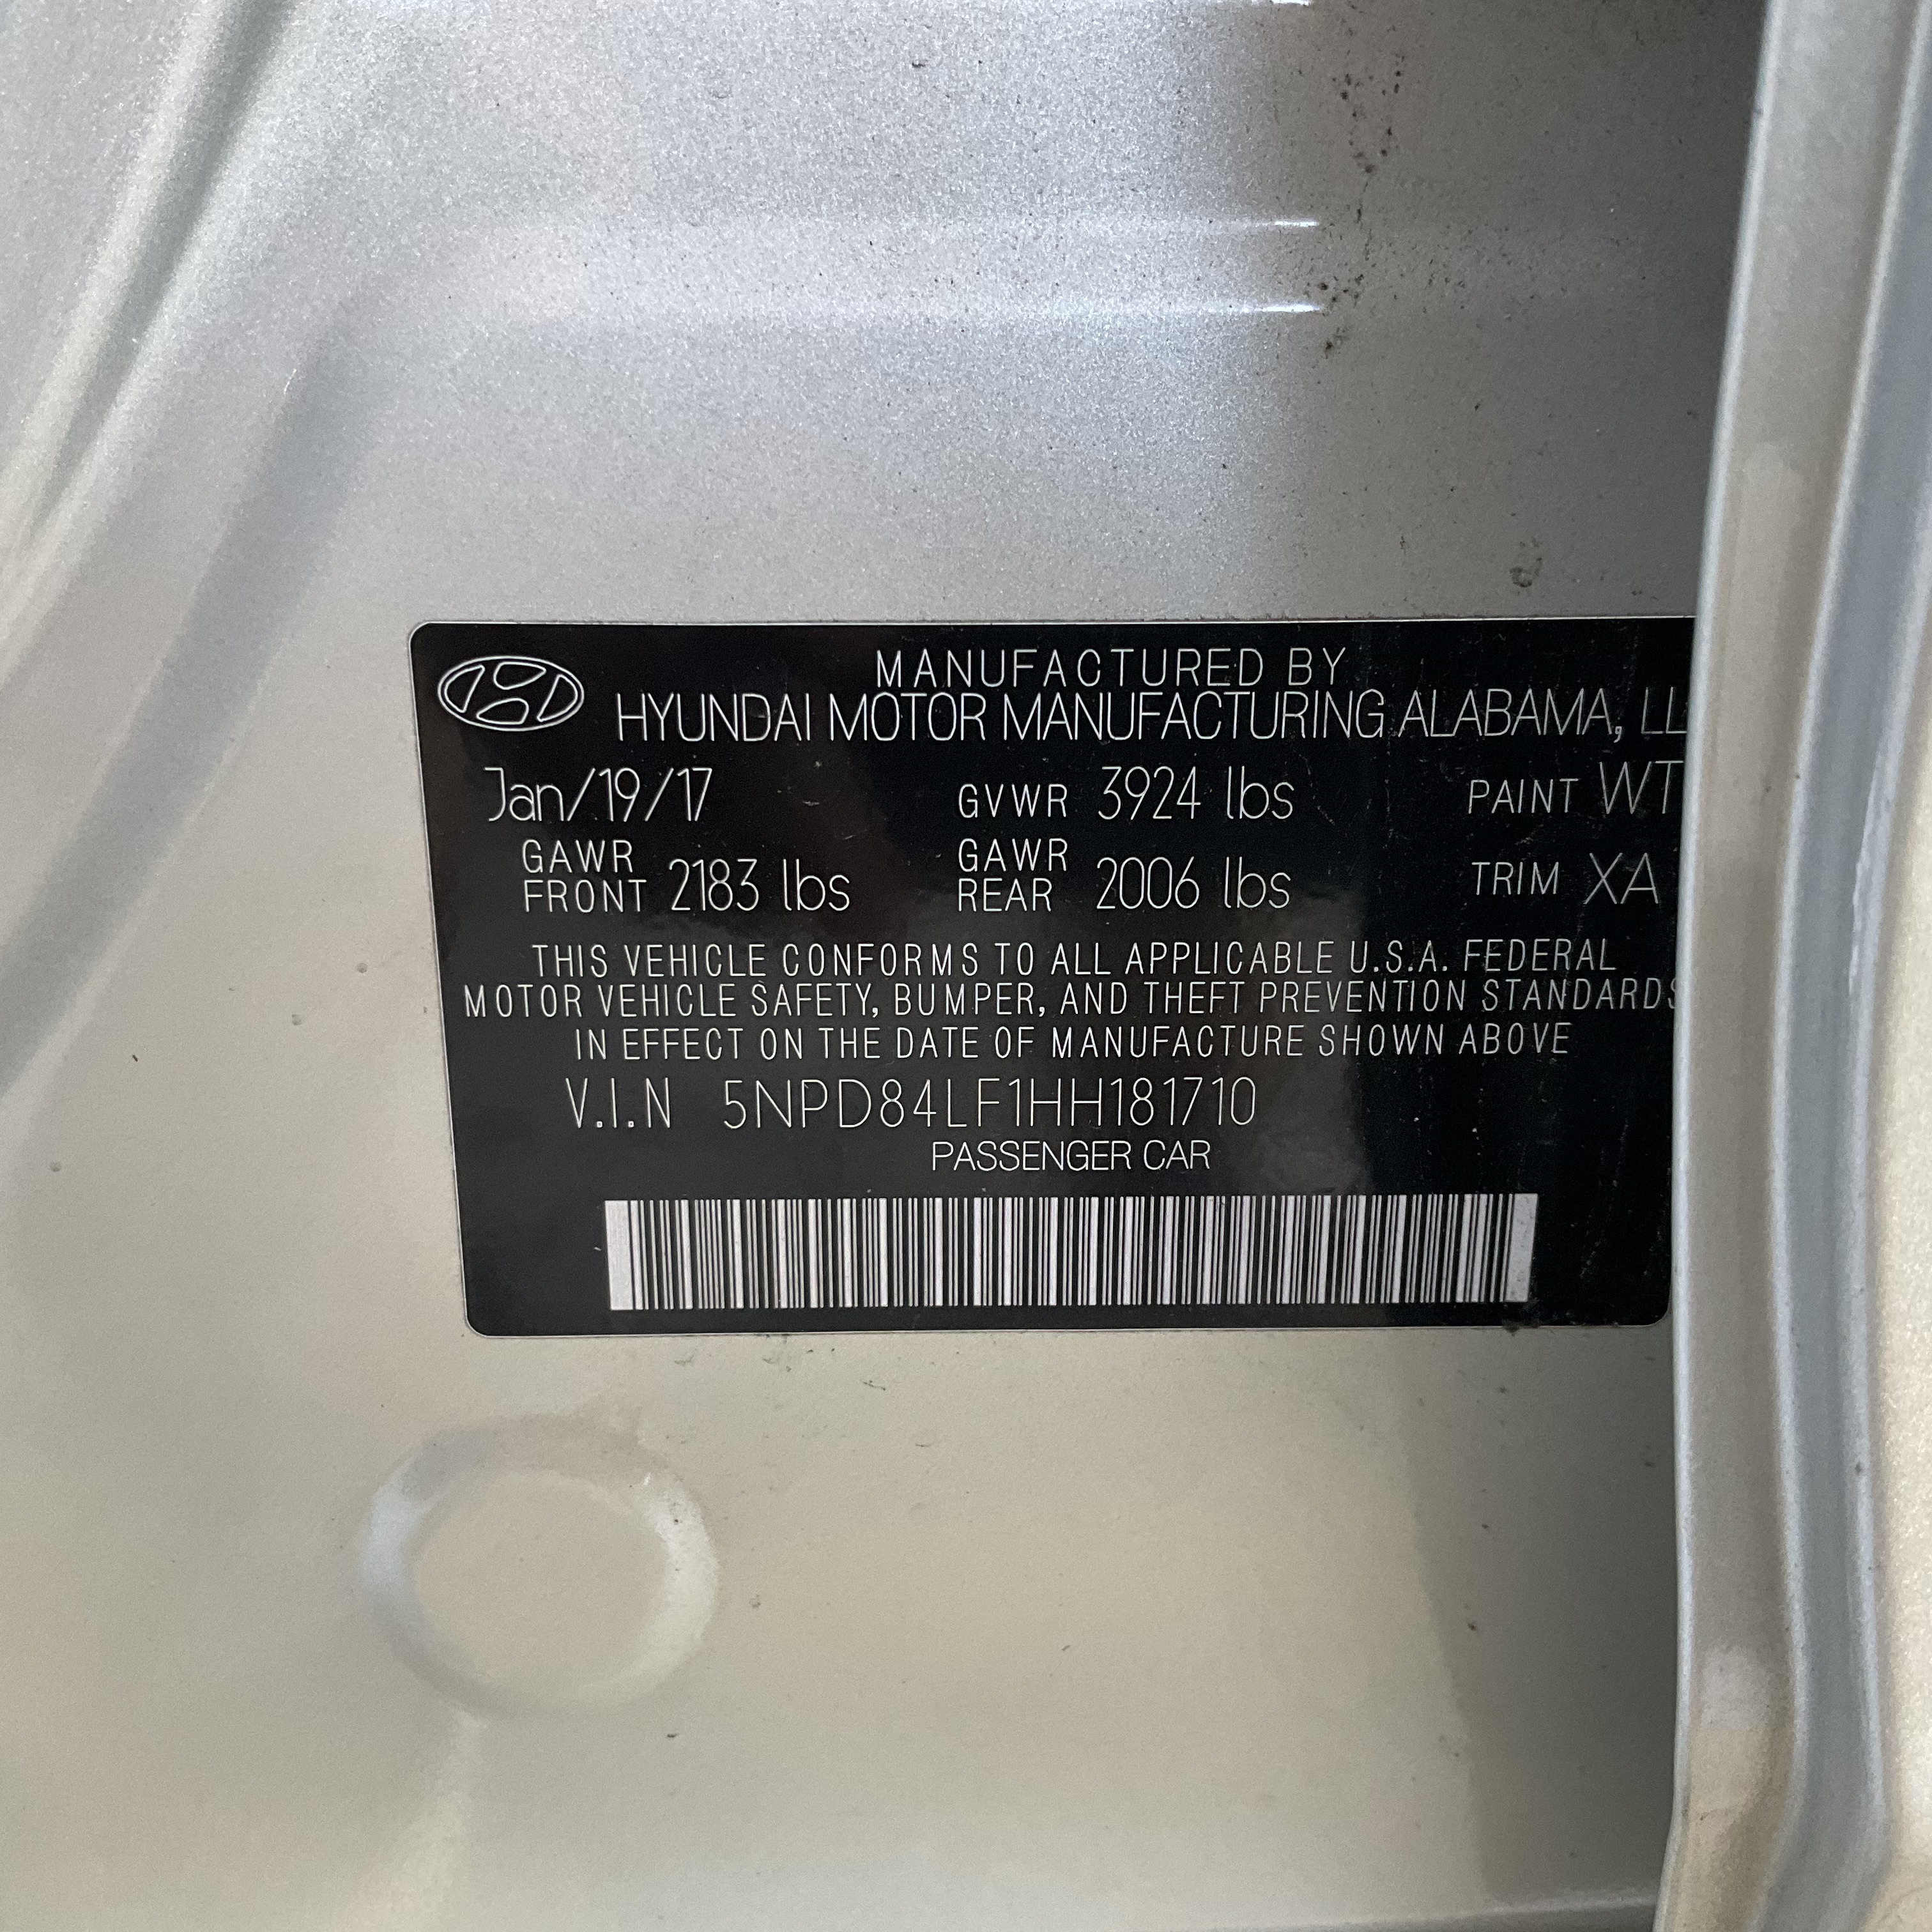 MANUFACTURED BY
HYUNDAI MOTOR MANUFACTURING ALABAMA, LL
Jan/19/17 GVWR 3924 lbs PAINT WT
GAWR FRONT 2183 lbs GAWR REAR 2006 lbs TRIM XA
THIS VEHICLE CONFORMS TO ALL APPLICABLE U.S.A. FEDERAL
MOTOR VEHICLE SAFETY, BUMPER, AND THEFT PREVENTION STANDARDS
IN EFFECT ON THE DATE OF MANUFACTURE SHOWN ABOVE
V.I.N 5NPD84LF1HH181710
PASSENGER CAR